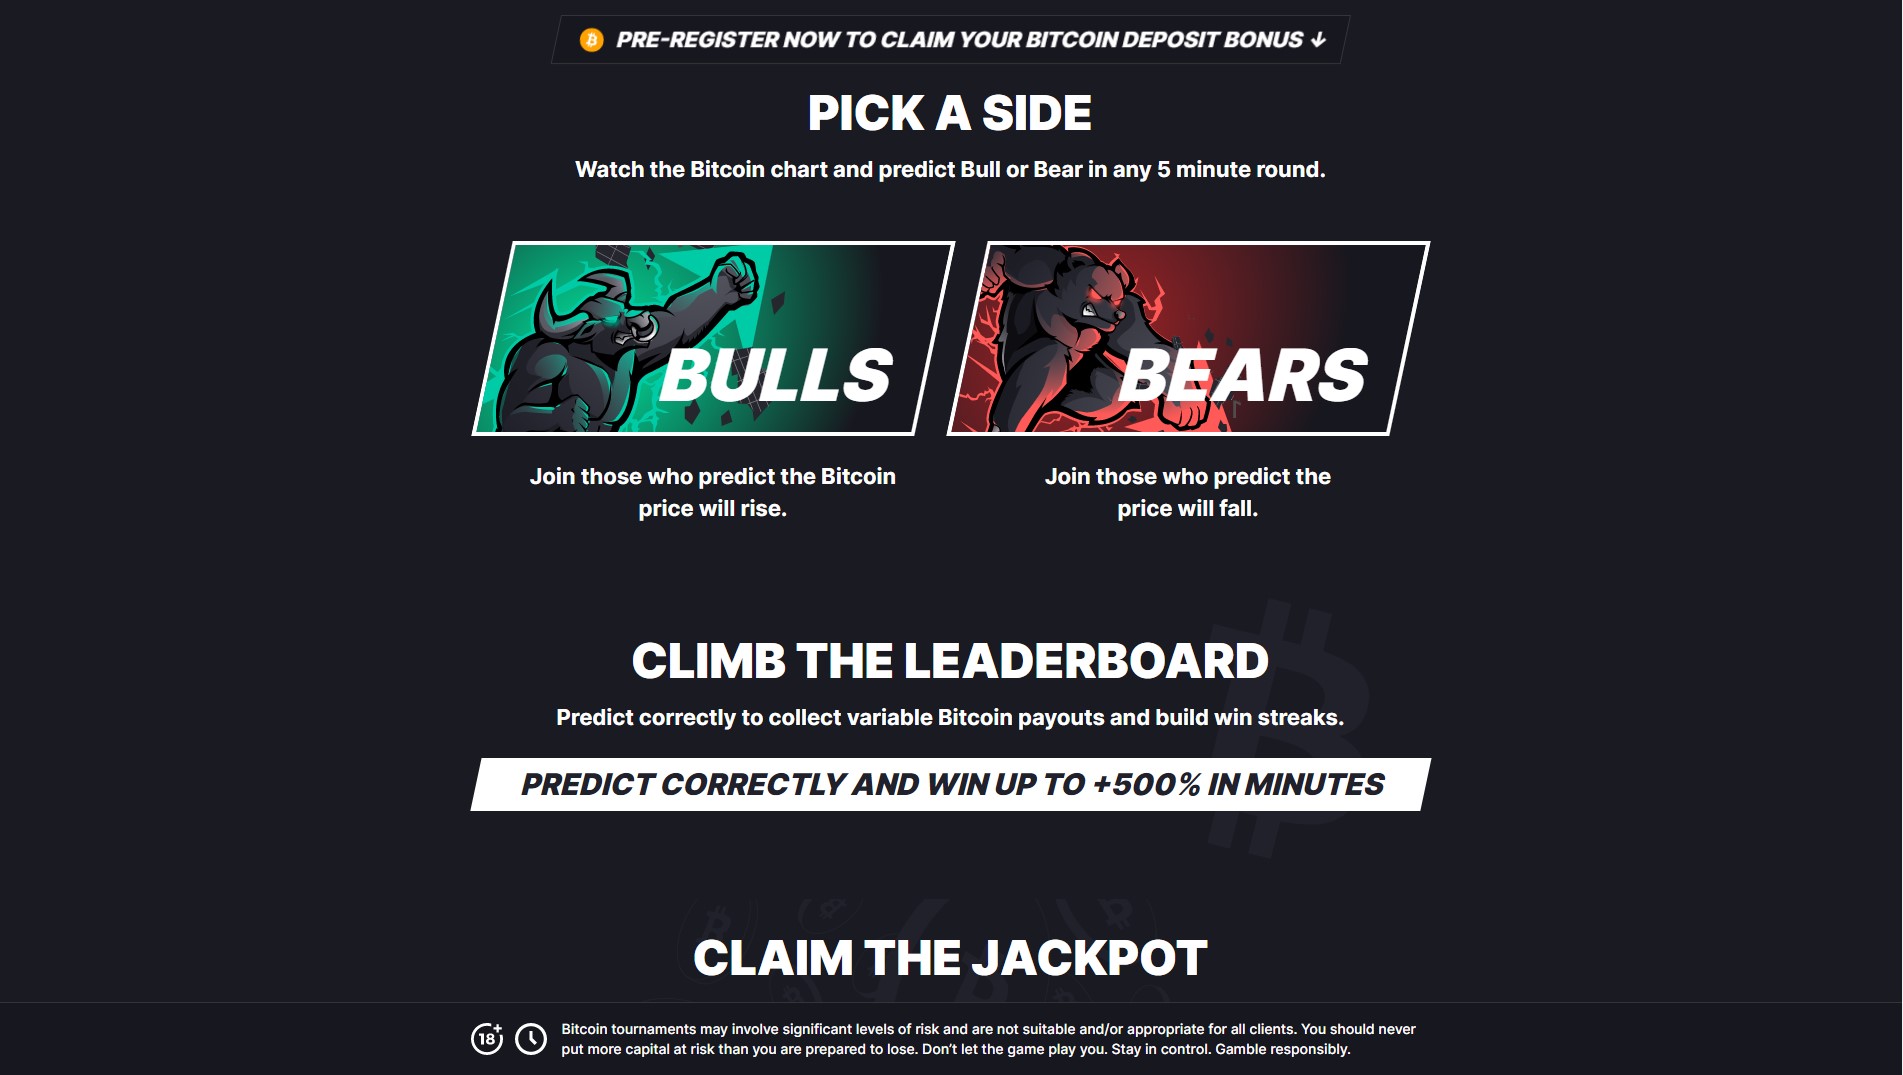 PRE-REGISTER NOW TO CLAIM YOUR BITCOIN DEPOSIT BONUS ↓
PICK A SIDE
Watch the Bitcoin chart and predict Bull or Bear in any 5 minute round.
BULLS
BEARS
Join those who predict the Bitcoin
price will rise.
Join those who predict the
price will fall.
CLIMB THE LEADERBOARD
Predict correctly to collect variable Bitcoin payouts and build win streaks.
PREDICT CORRECTLY AND WIN UP TO +500% IN MINUTES
CLAIM THE JACKPOT
18+
Bitcoin tournaments may involve significant levels of risk and are not suitable and/or appropriate for all clients. You should never
put more capital at risk than you are prepared to lose. Don’t let the game play you. Stay in control. Gamble responsibly.